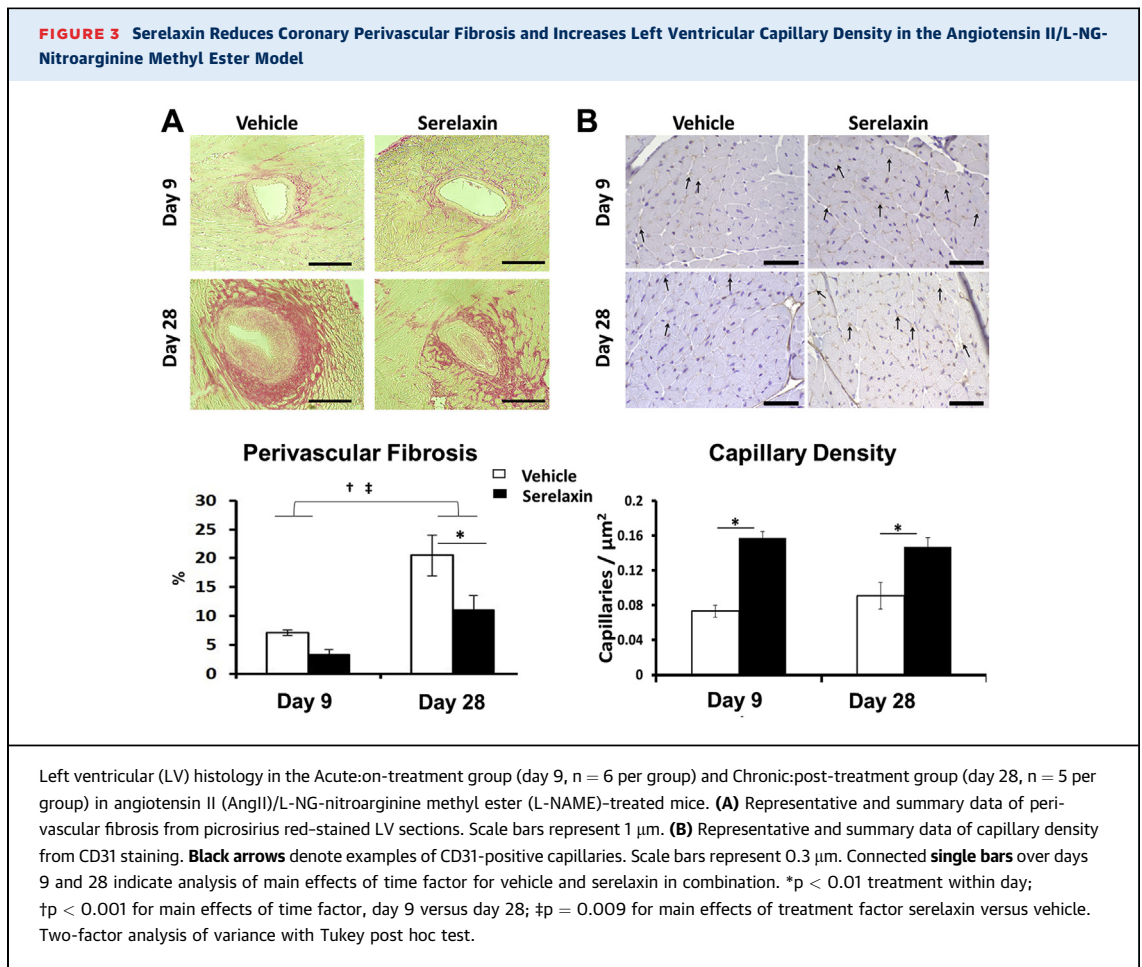 FIGURE 3 Serelaxin Reduces Coronary Perivascular Fibrosis and Increases Left Ventricular Capillary Density in the Angiotensin II/L-NG-
Nitroarginine Methyl Ester Model
A
Vehicle
Serelaxin
Day 9
Day 28
B
Vehicle
Serelaxin
Day 9
Day 28
Perivascular Fibrosis
Vehicle
Serelaxin
† ‡
*
%
30
25
20
15
10
5
0
Day 9
Day 28
Capillary Density
Capillaries / µm²
0.2
0.16
0.12
0.08
0.04
0
*
*
Day 9
Day 28
Left ventricular (LV) histology in the Acute:on-treatment group (day 9, n = 6 per group) and Chronic:post-treatment group (day 28, n = 5 per
group) in angiotensin II (AngII)/L-NG-nitroarginine methyl ester (L-NAME)–treated mice. (A) Representative and summary data of peri-
vascular fibrosis from picrosirius red–stained LV sections. Scale bars represent 1 µm. (B) Representative and summary data of capillary density
from CD31 staining. Black arrows denote examples of CD31-positive capillaries. Scale bars represent 0.3 µm. Connected single bars over days
9 and 28 indicate analysis of main effects of time factor for vehicle and serelaxin in combination. *p < 0.01 treatment within day;
†p < 0.001 for main effects of time factor, day 9 versus day 28; ‡p = 0.009 for main effects of treatment factor serelaxin versus vehicle.
Two-factor analysis of variance with Tukey post hoc test.